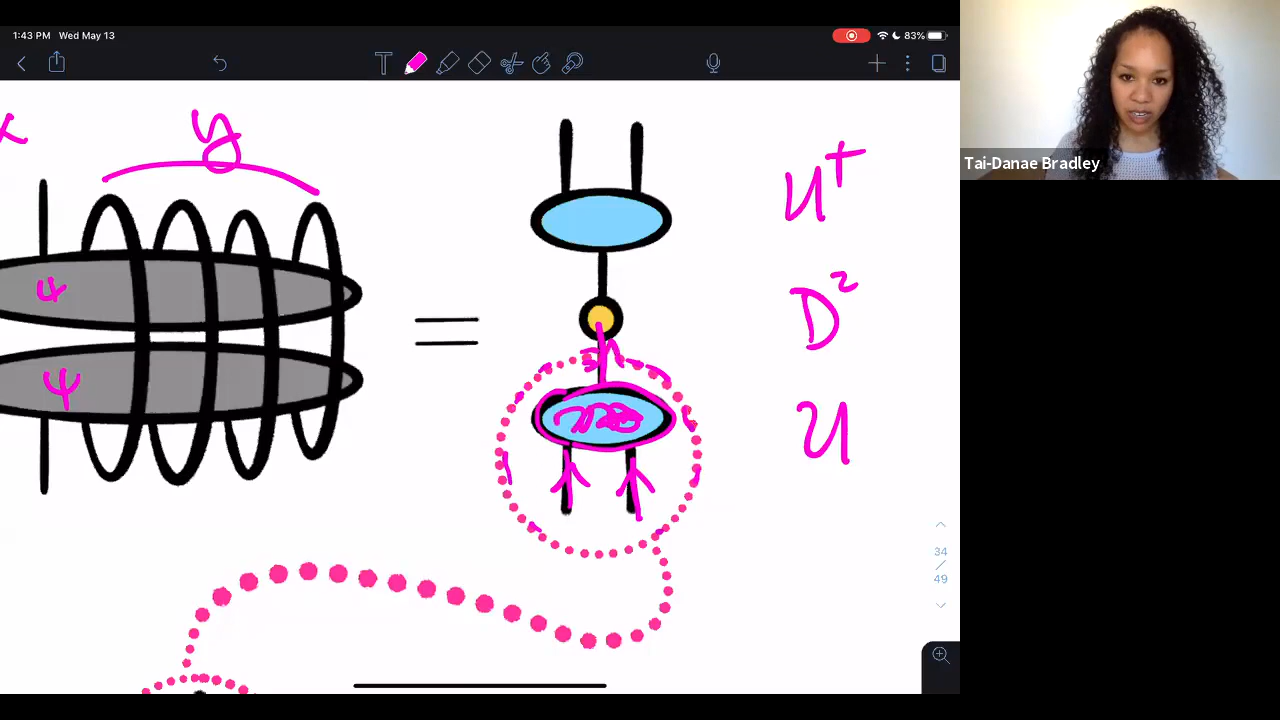 1:43 PM Wed May 13
83%
Tai-Danae Bradley
x
y
U†
ψ
=
D²
ψ
U
34
/
49